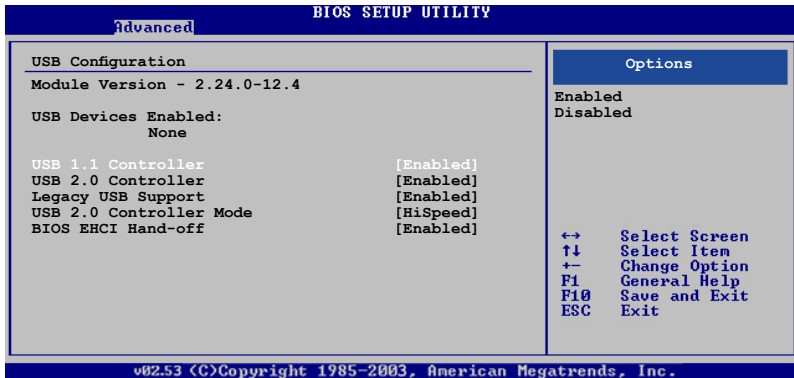 BIOS SETUP UTILITY
Advanced
USB Configuration
Module Version - 2.24.0-12.4
USB Devices Enabled:
None
USB 1.1 Controller [Enabled]
USB 2.0 Controller [Enabled]
Legacy USB Support [Enabled]
USB 2.0 Controller Mode [HiSpeed]
BIOS EHCI Hand-off [Enabled]
Options
Enabled
Disabled
←→ Select Screen
↑↓ Select Item
+- Change Option
F1 General Help
F10 Save and Exit
ESC Exit
v02.53 (C)Copyright 1985-2003, American Megatrends, Inc.